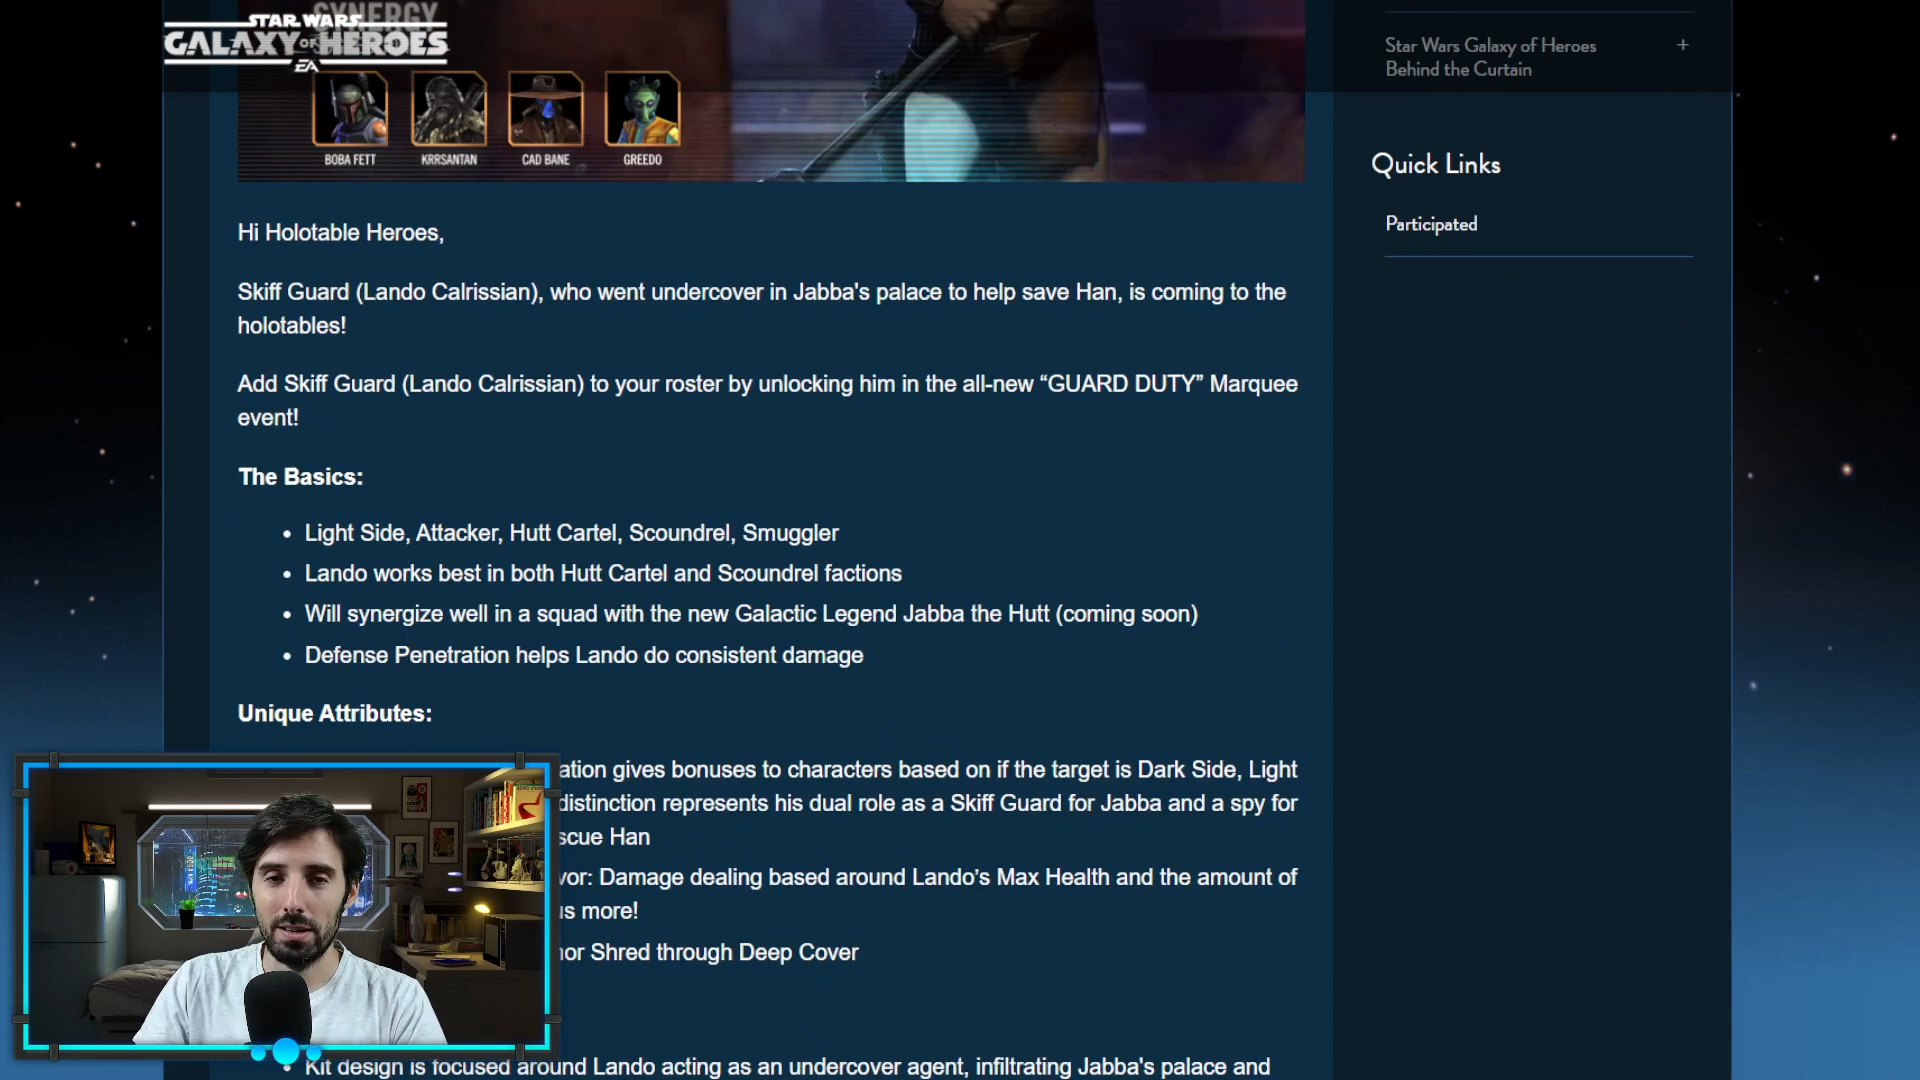 SYNERGY
STAR WARS
GALAXY OF HEROES
EA
BOBA FETT
KRRSANTAN
CAD BANE
GREEDO
Star Wars Galaxy of Heroes +
Behind the Curtain
Quick Links
Participated
Hi Holotable Heroes,
Skiff Guard (Lando Calrissian), who went undercover in Jabba's palace to help save Han, is coming to the
holotables!
Add Skiff Guard (Lando Calrissian) to your roster by unlocking him in the all-new “GUARD DUTY” Marquee
event!
The Basics:
• Light Side, Attacker, Hutt Cartel, Scoundrel, Smuggler
• Lando works best in both Hutt Cartel and Scoundrel factions
• Will synergize well in a squad with the new Galactic Legend Jabba the Hutt (coming soon)
• Defense Penetration helps Lando do consistent damage
Unique Attributes:
ation gives bonuses to characters based on if the target is Dark Side, Light
distinction represents his dual role as a Skiff Guard for Jabba and a spy for
scue Han
vor: Damage dealing based around Lando’s Max Health and the amount of
us more!
nor Shred through Deep Cover
• Kit design is focused around Lando acting as an undercover agent, infiltrating Jabba's palace and